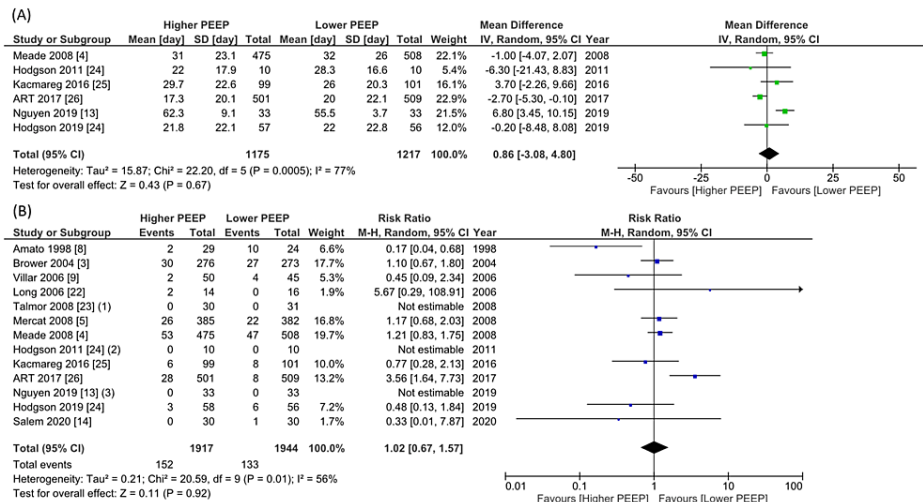 (A)
Higher PEEP Lower PEEP Mean Difference Mean Difference
Study or Subgroup Mean [day] SD [day] Total Mean [day] SD [day] Total Weight IV, Random, 95% CI Year IV, Random, 95% CI
Meade 2008 [4] 31 23.1 475 32 26 508 22.1% -1.00 [-4.07, 2.07] 2008
Hodgson 2011 [24] 22 17.9 10 28.3 16.6 10 5.4% -6.30 [-21.43, 8.83] 2011
Kacmareg 2016 [25] 29.7 22.6 99 26 20.3 101 16.1% 3.70 [-2.26, 9.66] 2016
ART 2017 [26] 17.3 20.1 501 20 22.1 509 22.9% -2.70 [-5.30, -0.10] 2017
Nguyen 2019 [13] 62.3 9.1 33 55.5 3.7 33 21.5% 6.80 [3.45, 10.15] 2019
Hodgson 2019 [24] 21.8 22.1 57 22 22.8 56 12.0% -0.20 [-8.48, 8.08] 2019
Total (95% CI) 1175 1217 100.0% 0.86 [-3.08, 4.80]
Heterogeneity: Tau² = 15.87; Chi² = 22.20, df = 5 (P = 0.0005); I² = 77%
Test for overall effect: Z = 0.43 (P = 0.67)
-50 -25 0 25 50
Favours [Higher PEEP] Favours [Lower PEEP]
(B)
Higher PEEP Lower PEEP Risk Ratio Risk Ratio
Study or Subgroup Events Total Events Total Weight M-H, Random, 95% CI Year M-H, Random, 95% CI
Amato 1998 [8] 2 29 10 24 6.6% 0.17 [0.04, 0.68] 1998
Brower 2004 [3] 30 276 27 273 17.7% 1.10 [0.67, 1.80] 2004
Villar 2006 [9] 2 50 4 45 5.3% 0.45 [0.09, 2.34] 2006
Long 2006 [22] 2 14 0 16 1.9% 5.67 [0.29, 108.91] 2006
Talmor 2008 [23] (1) 0 30 0 31 Not estimable 2008
Mercat 2008 [5] 26 385 22 382 16.8% 1.17 [0.68, 2.03] 2008
Meade 2008 [4] 53 475 47 508 19.7% 1.21 [0.83, 1.75] 2008
Hodgson 2011 [24] (2) 0 10 0 10 Not estimable 2011
Kacmareg 2016 [25] 6 99 8 101 10.0% 0.77 [0.28, 2.13] 2016
ART 2017 [26] 28 501 8 509 13.2% 3.56 [1.64, 7.73] 2017
Nguyen 2019 [13] (3) 0 33 0 33 Not estimable 2019
Hodgson 2019 [24] 3 58 6 56 7.2% 0.48 [0.13, 1.84] 2019
Salem 2020 [14] 0 30 1 30 1.7% 0.33 [0.01, 7.87] 2020
Total (95% CI) 1917 1944 100.0% 1.02 [0.67, 1.57]
Total events 152 133
Heterogeneity: Tau² = 0.21; Chi² = 20.59, df = 9 (P = 0.01); I² = 56%
Test for overall effect: Z = 0.11 (P = 0.92)
0.01 0.1 1 10 100
Favours [Higher PEEP] Favours [Lower PEEP]